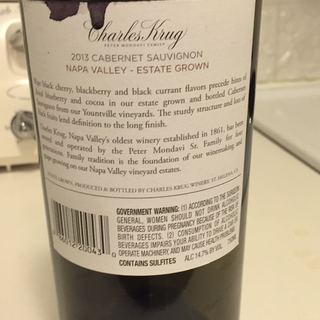 Charles Krug
PETER MONDAVI FAMILY
2013 CABERNET SAUVIGNON
NAPA VALLEY - ESTATE GROWN
black cherry, blackberry and black currant flavors precede hints of
blueberry and cocoa in our estate grown and bottled Cabernet
from our Yountville vineyards. The sturdy structure and
black fruits lend definition to the long finish.
Charles Krug, Napa Valley's oldest winery established in 1861, has been
and operated by the Peter Mondavi Sr. Family for four
Family tradition is the foundation of our winemaking, and
on our Napa Valley vineyard estates.
GROWN, PRODUCED & BOTTLED BY CHARLES KRUG WINERY, ST. HELENA, CA
GOVERNMENT WARNING: (1) ACCORDING TO THE SURGEON
GENERAL, WOMEN SHOULD NOT DRINK ALCOHOLIC
BEVERAGES DURING PREGNANCY BECAUSE OF THE RISK OF
BIRTH DEFECTS. (2) CONSUMPTION OF ALCOHOLIC
BEVERAGES IMPAIRS YOUR ABILITY TO DRIVE A CAR OR
OPERATE MACHINERY, AND MAY CAUSE HEALTH PROBLEMS.
CONTAINS SULFITES ALC 14.7% BY VOL. 750ML